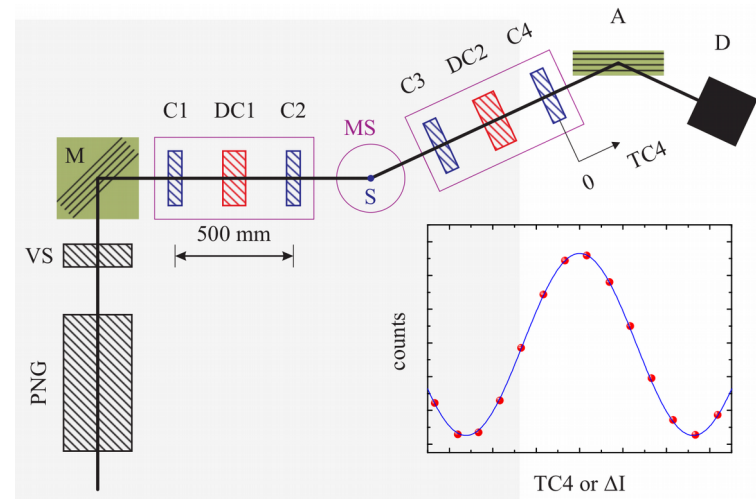 A
D
C4
DC2
C3
C1
DC1
C2
MS
M
TC4
0
S
500 mm
VS
PNG
counts
TC4 or ΔI